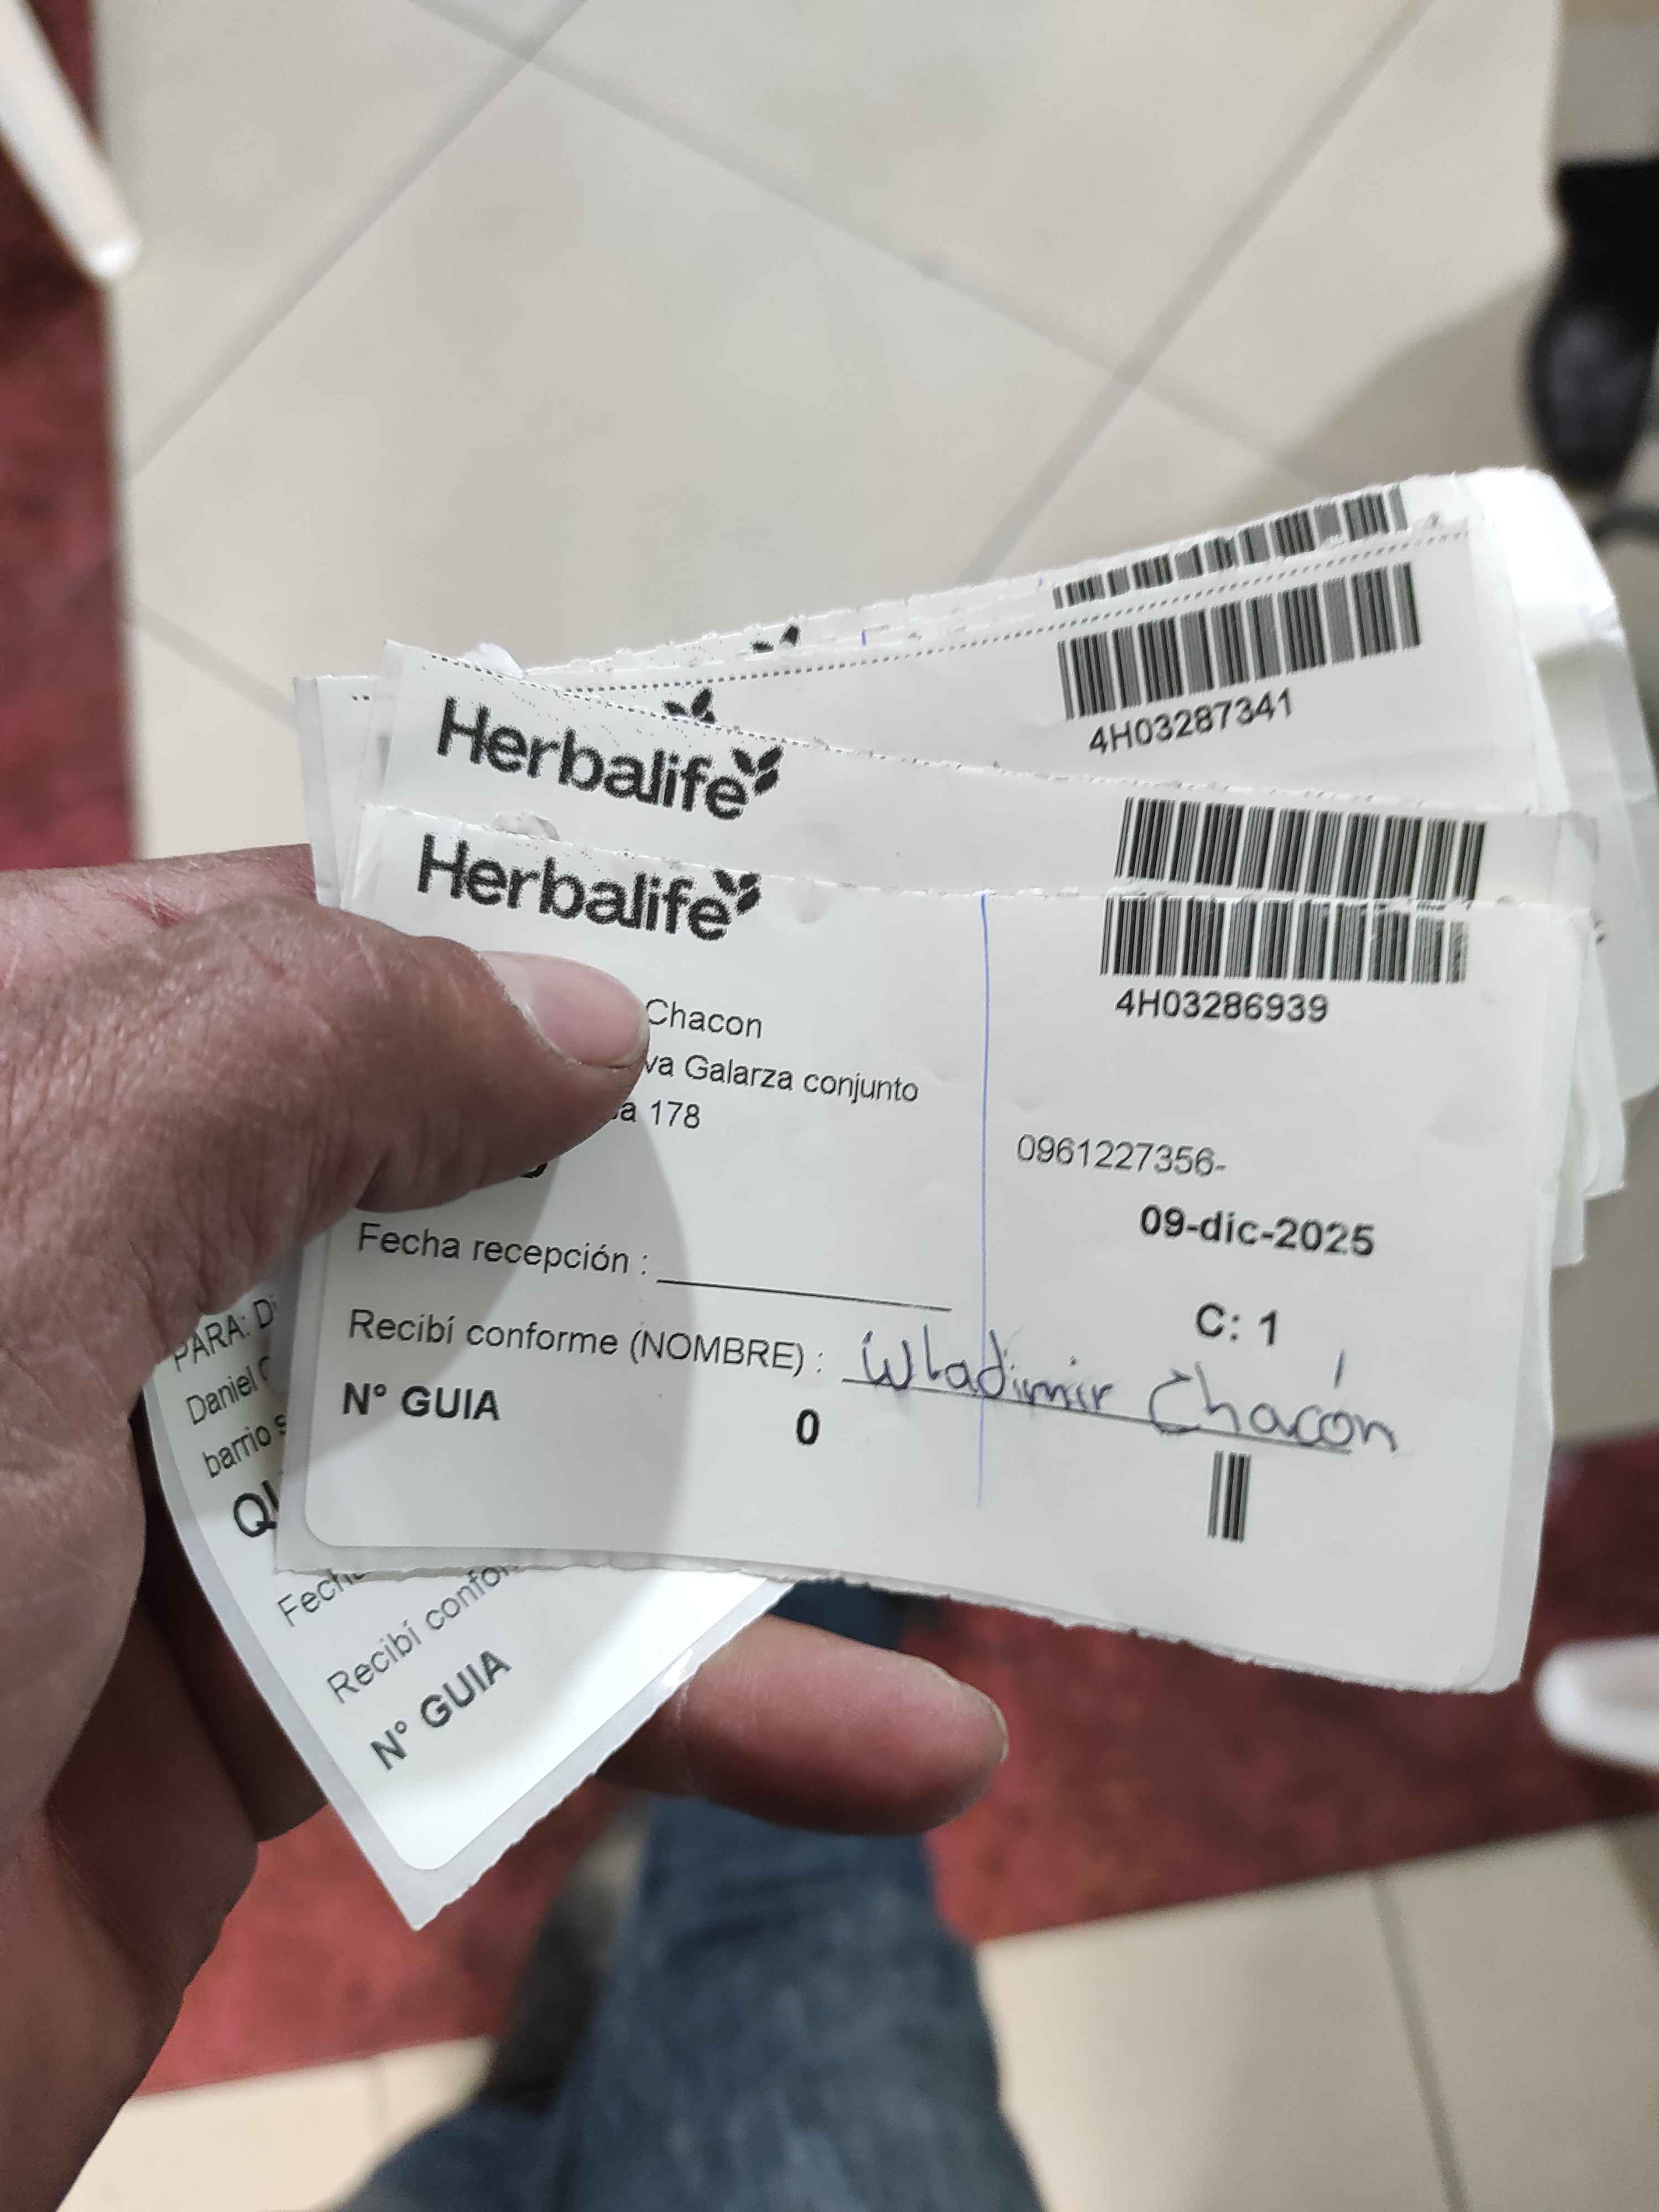 4H03287341
Herbalife
Herbalife
4H03286939
Chacon
va Galarza conjunto
178
0961227356-
09-dic-2025
Fecha recepción :
C: 1
Recibí conforme (NOMBRE) : Wladimir Chacón
N° GUIA
0
PARA:
Daniel
barrio
Recibí
N° GUIA